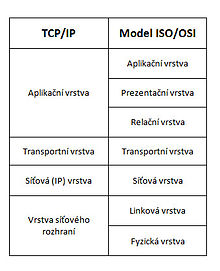 TCP/IP Model ISO/OSI
Aplikační vrstva
Aplikační vrstva
Prezentační vrstva
Relační vrstva
Transportní vrstva Transportní vrstva
Síťová (IP) vrstva Síťová vrstva
Vrstva síťového
rozhraní
Linková vrstva
Fyzická vrstva